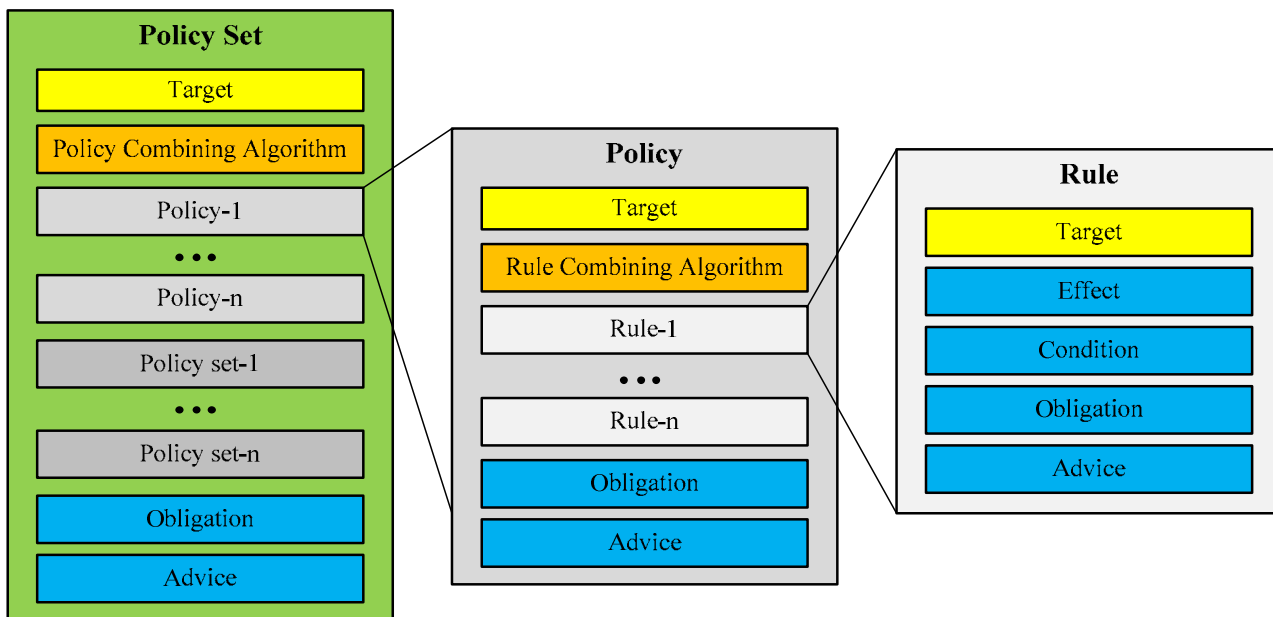 Policy Set
Target
Policy Combining Algorithm
Policy-1
•••
Policy-n
Policy set-1
•••
Policy set-n
Obligation
Advice
Policy
Target
Rule Combining Algorithm
Rule-1
•••
Rule-n
Obligation
Advice
Rule
Target
Effect
Condition
Obligation
Advice